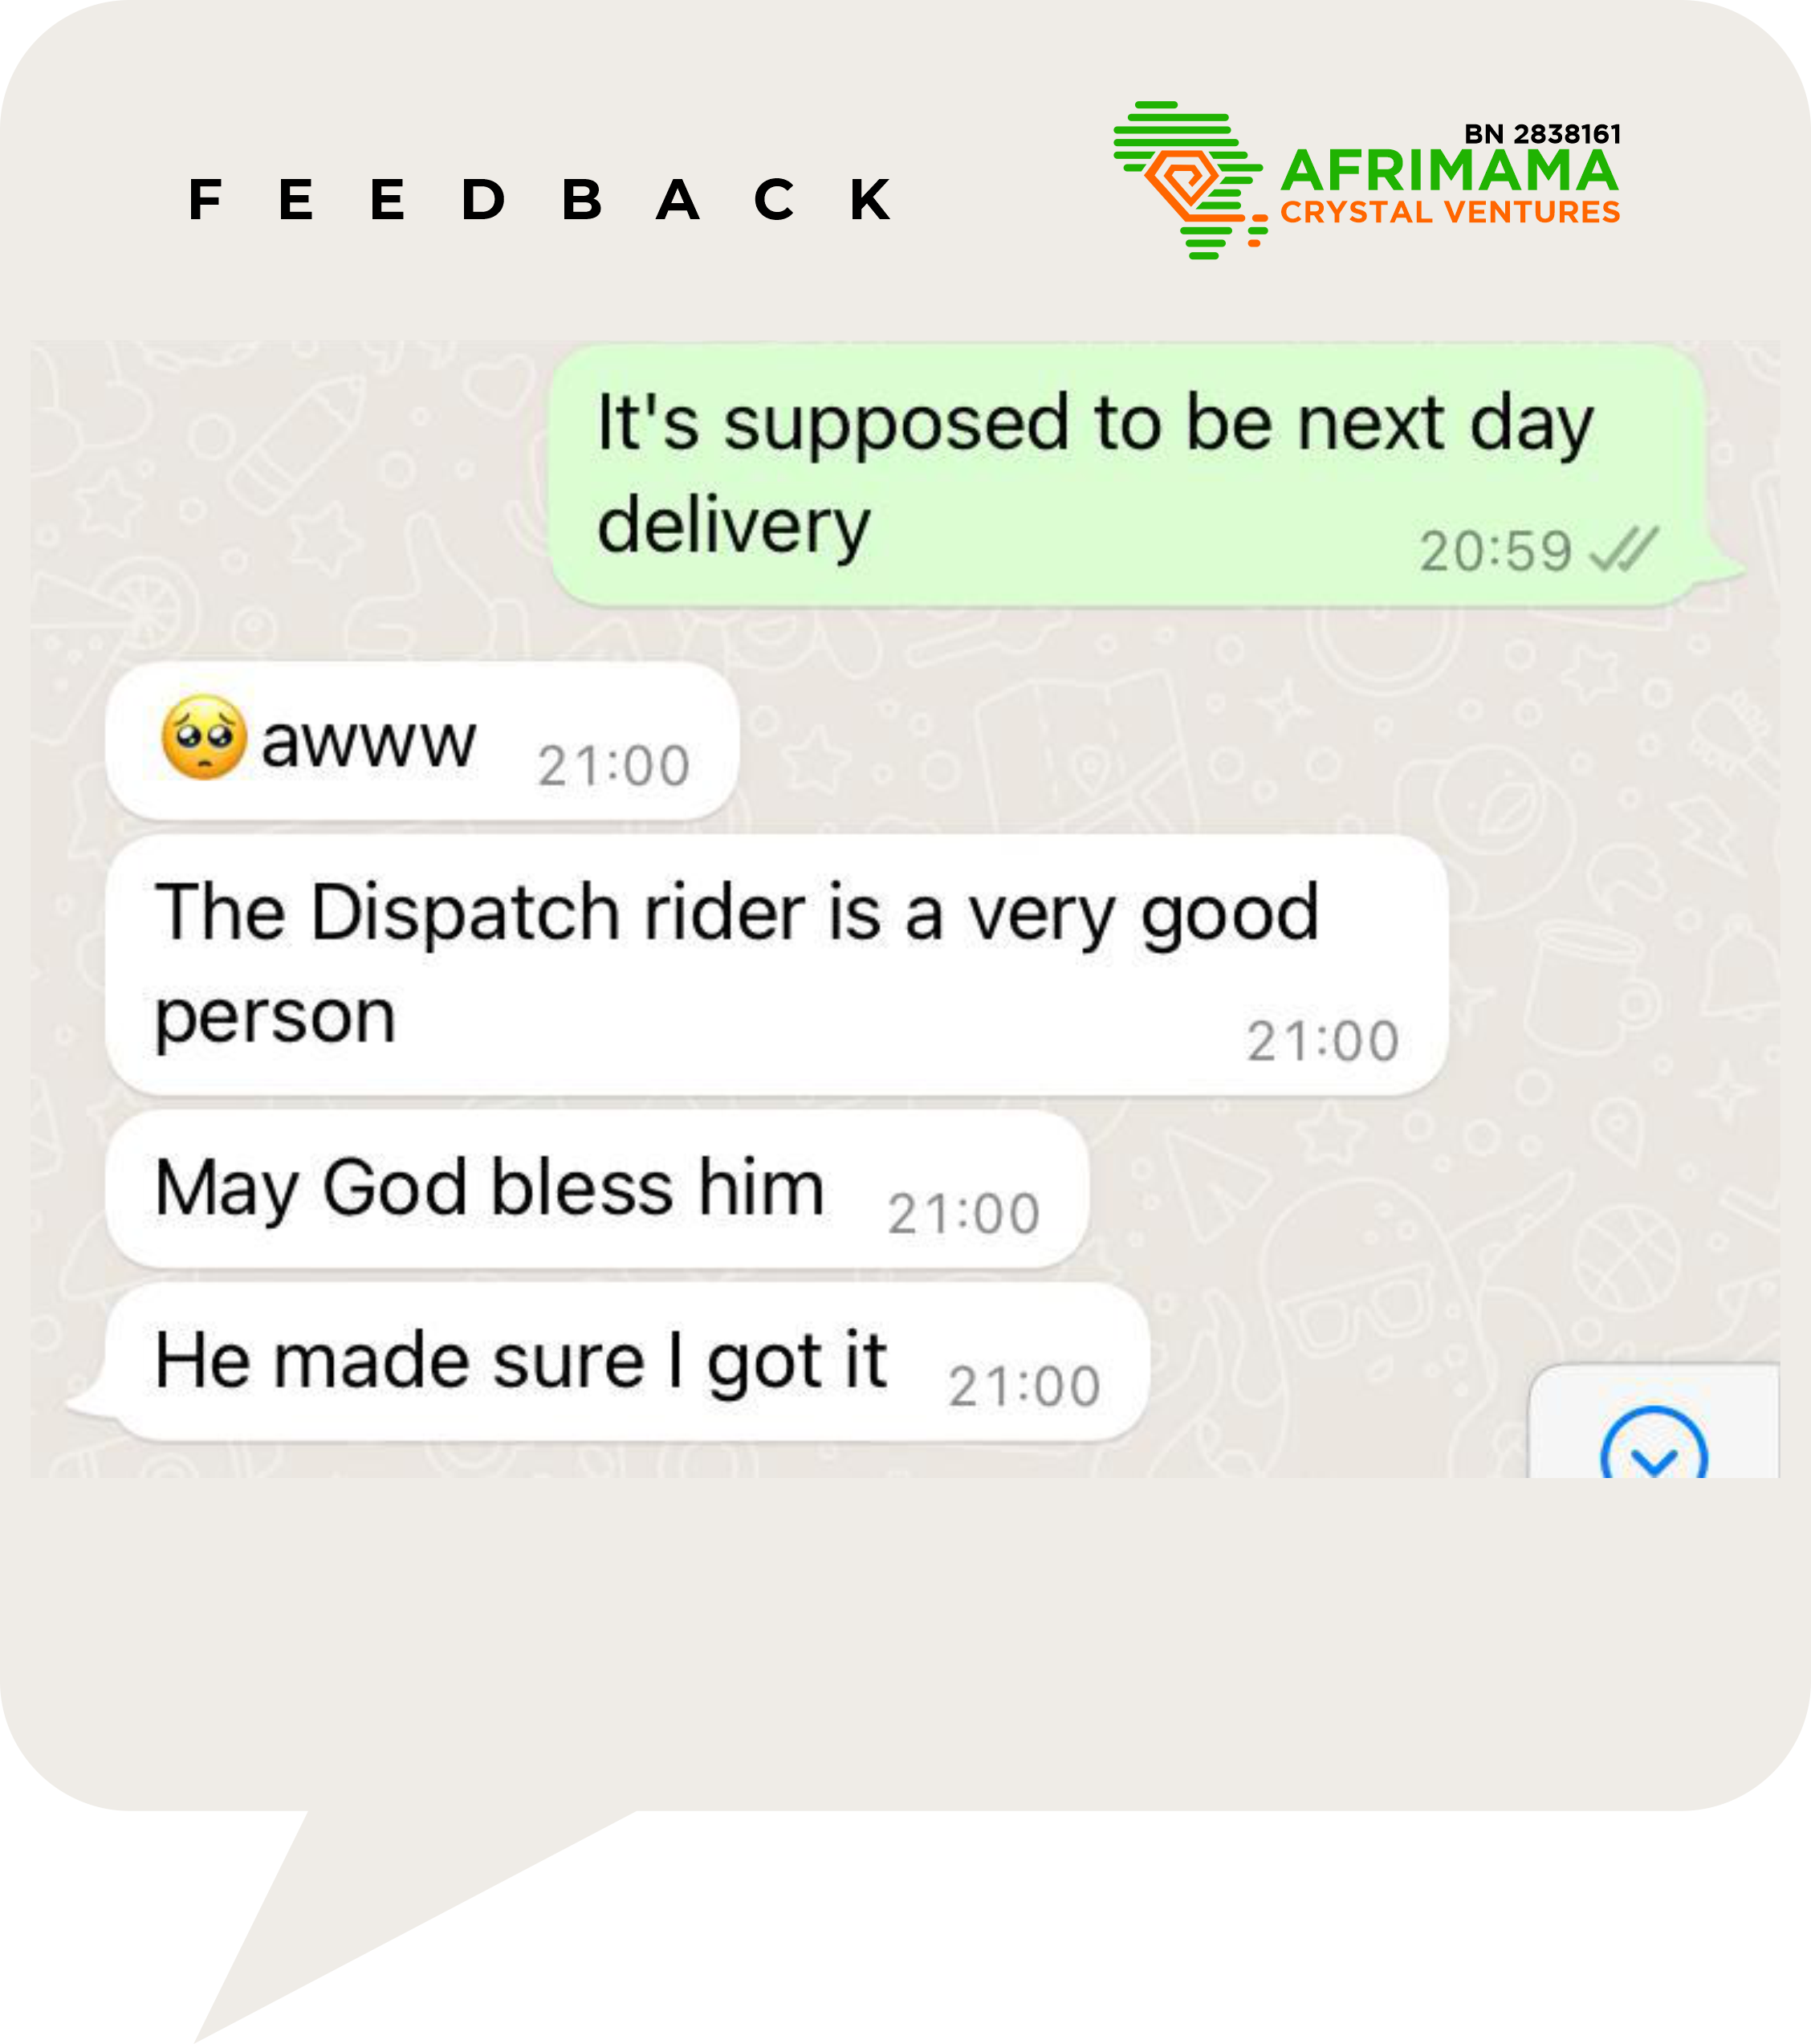 F E E D B A C K
BN 2838161
AFRIMAMA
CRYSTAL VENTURES
It's supposed to be next day
delivery
20:59
🥺awww 21:00
The Dispatch rider is a very good
person
21:00
May God bless him 21:00
He made sure I got it 21:00